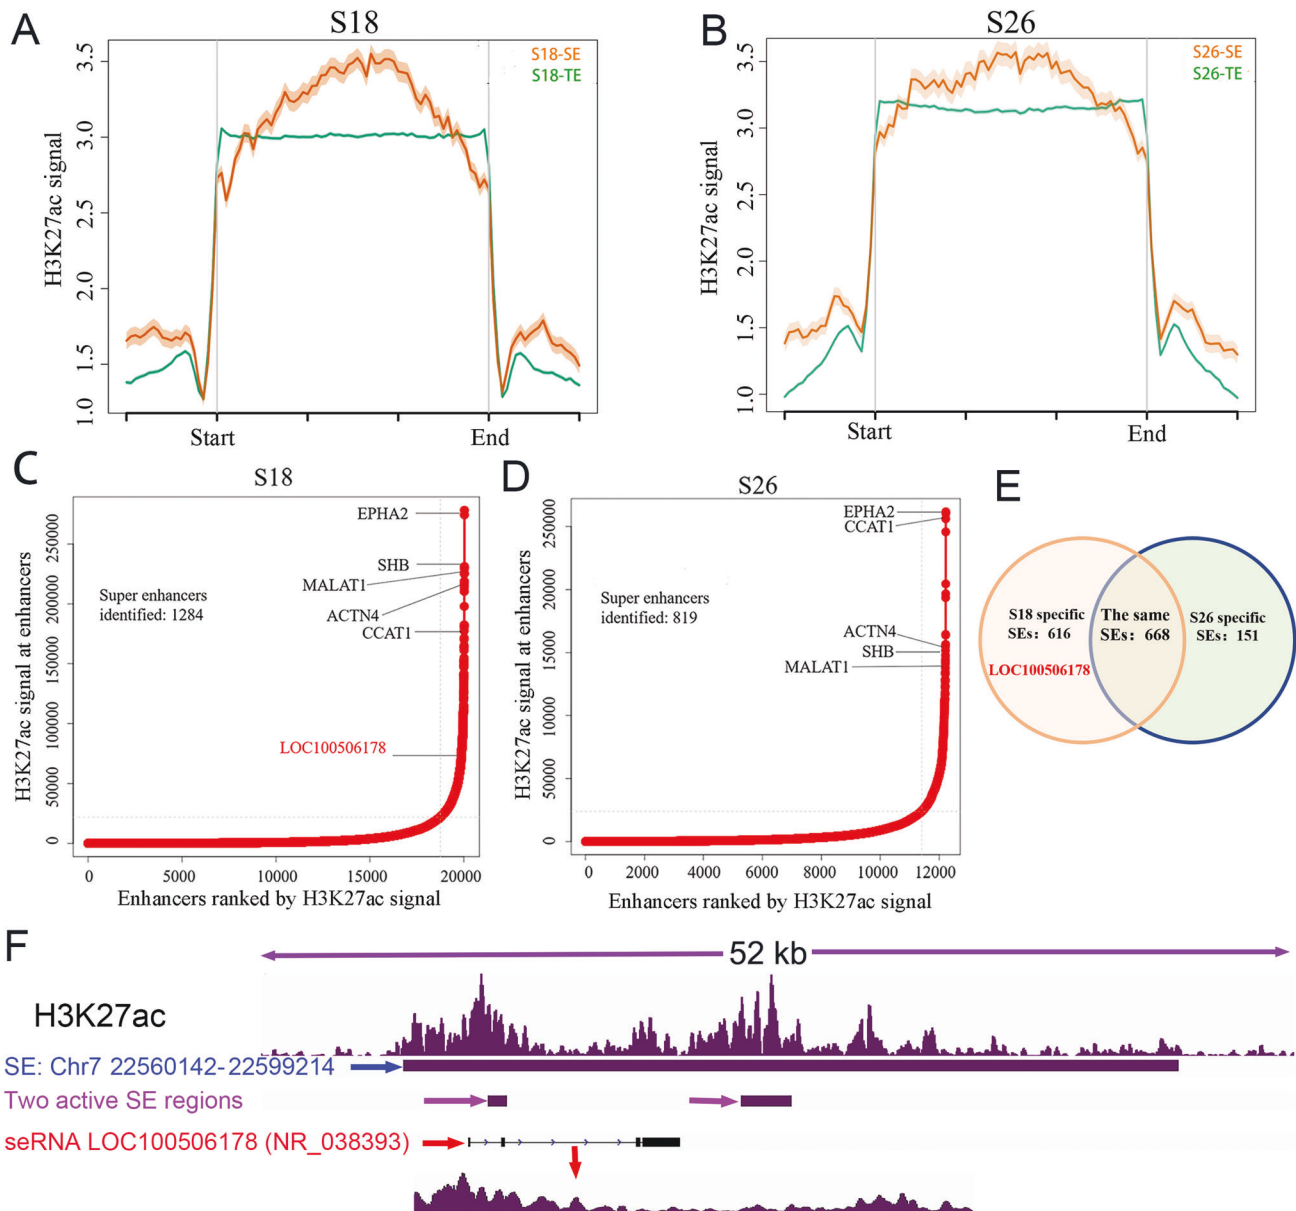 A
S18
S18-SE
S18-TE
H3K27ac signal
3.5
3.0
2.5
2.0
1.5
1.0
Start
End
B
S26
S26-SE
S26-TE
H3K27ac signal
3.5
3.0
2.5
2.0
1.5
1.0
Start
End
C
S18
H3K27ac signal at enhancers
250000
200000
150000
100000
50000
0
EPHA2
SHB
MALAT1
ACTN4
CCAT1
Super enhancers
identified: 1284
LOC100506178
0
5000
10000
15000
20000
Enhancers ranked by H3K27ac signal
D
S26
H3K27ac signal at enhancers
250000
200000
150000
100000
50000
0
EPHA2
CCAT1
Super enhancers
identified: 819
ACTN4
SHB
MALAT1
0
2000
4000
6000
8000
10000
12000
Enhancers ranked by H3K27ac signal
E
S18 specific
SEs: 616
LOC100506178
The same
SEs: 668
S26 specific
SEs: 151
F
52 kb
H3K27ac
SE: Chr7 22560142-22599214
Two active SE regions
seRNA LOC100506178 (NR_038393)